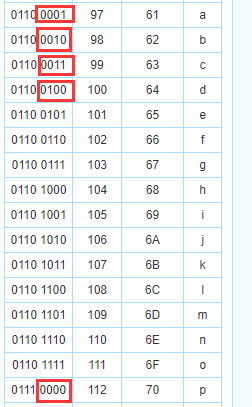 0110 0001 97 61 a
0110 0010 98 62 b
0110 0011 99 63 c
0110 0100 100 64 d
0110 0101 101 65 e
0110 0110 102 66 f
0110 0111 103 67 g
0110 1000 104 68 h
0110 1001 105 69 i
0110 1010 106 6A j
0110 1011 107 6B k
0110 1100 108 6C l
0110 1101 109 6D m
0110 1110 110 6E n
0110 1111 111 6F o
0111 0000 112 70 p